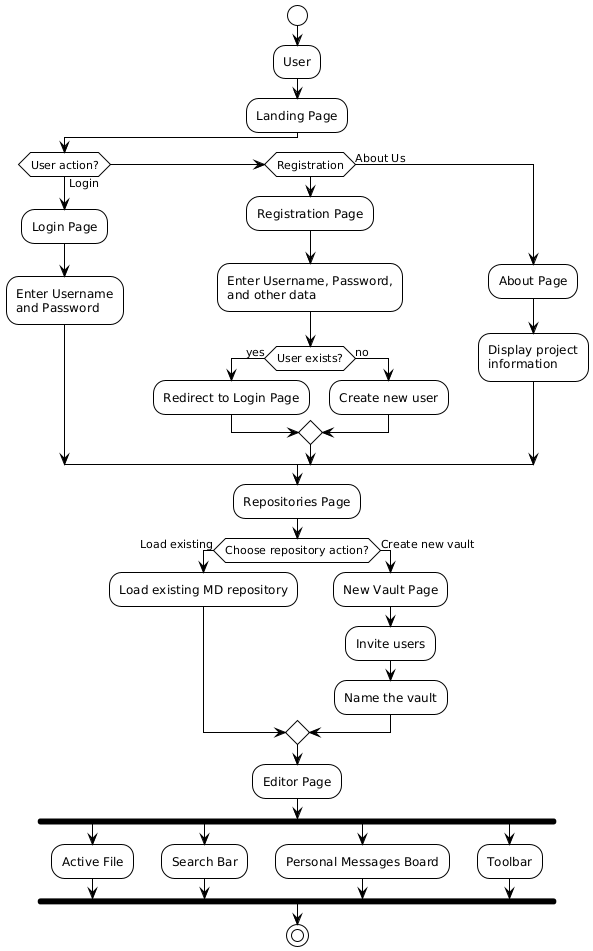 User
Landing Page
User action?
Registration
About Us
Login
Login Page
Registration Page
Enter Username
and Password
Enter Username, Password,
and other data
About Page
Display project
information
yes
User exists?
no
Redirect to Login Page
Create new user
Repositories Page
Load existing
Choose repository action?
Create new vault
Load existing MD repository
New Vault Page
Invite users
Name the vault
Editor Page
Active File
Search Bar
Personal Messages Board
Toolbar